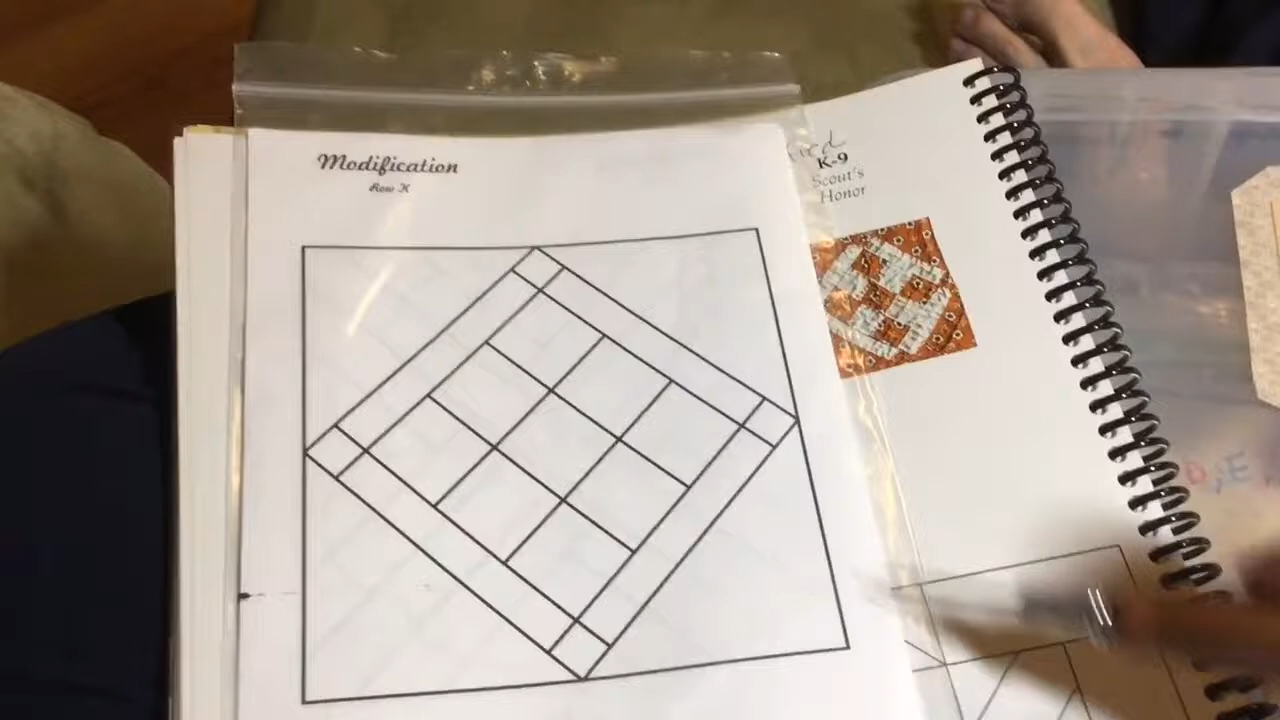 Modification
Row K
K-9
Scout's
Honor
D,E,